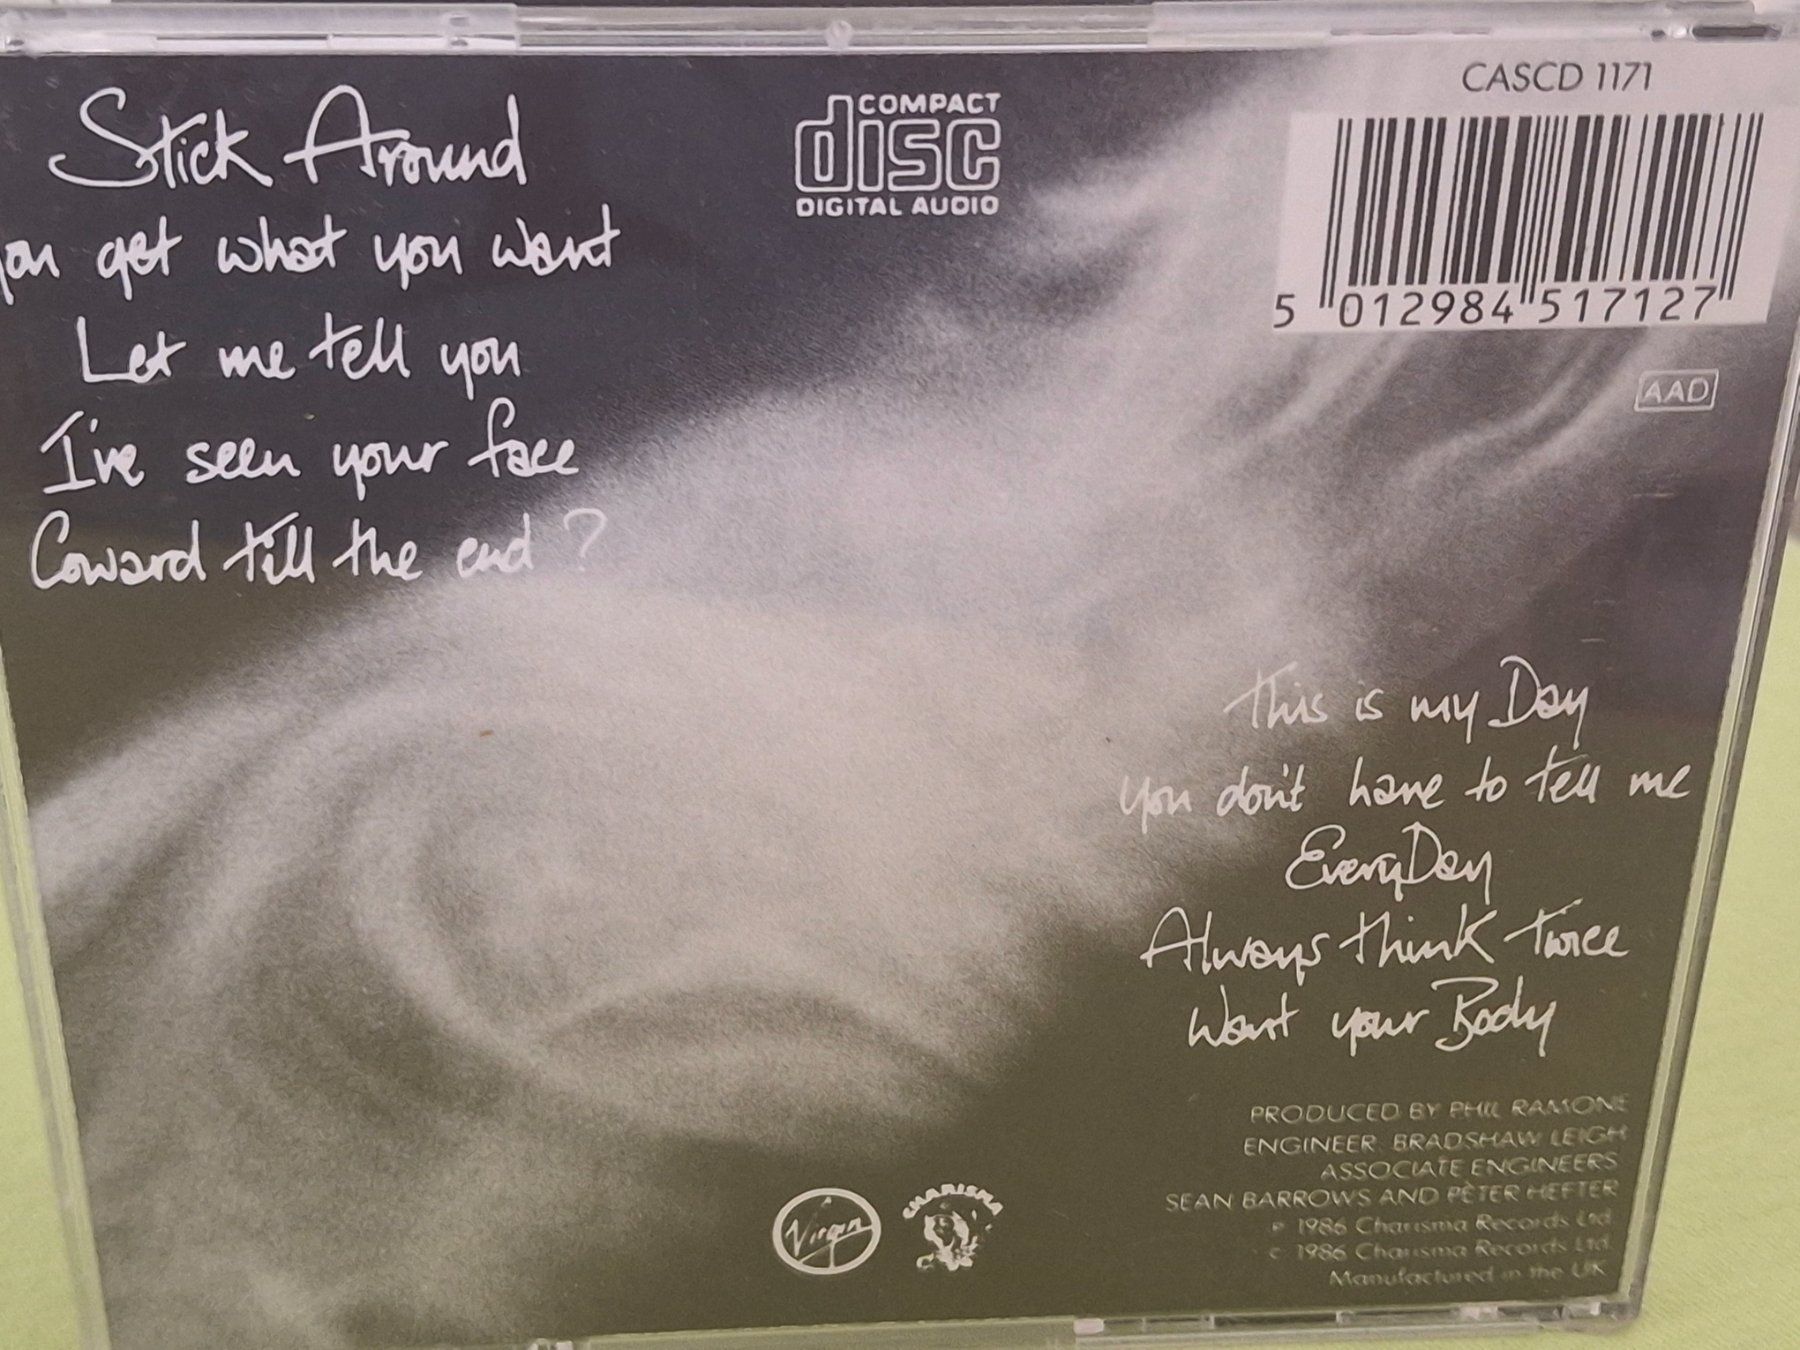 Stick Around
you get what you want
Let me tell you
I've seen your face
Coward till the end?
COMPACT
disc
DIGITAL AUDIO
CASCD 1171
5 012984 517127
AAD
This is my Day
you don't have to tell me
EveryDay
Always think twice
Want your Body
PRODUCED BY PHIL RAMONE
ENGINEER: BRADSHAW LEIGH
ASSOCIATE ENGINEERS
SEAN BARROWS AND PETER HEFTER
℗ 1986 Charisma Records Ltd.
© 1986 Charisma Records Ltd.
Manufactured in the UK
Virgin
CHARISMA